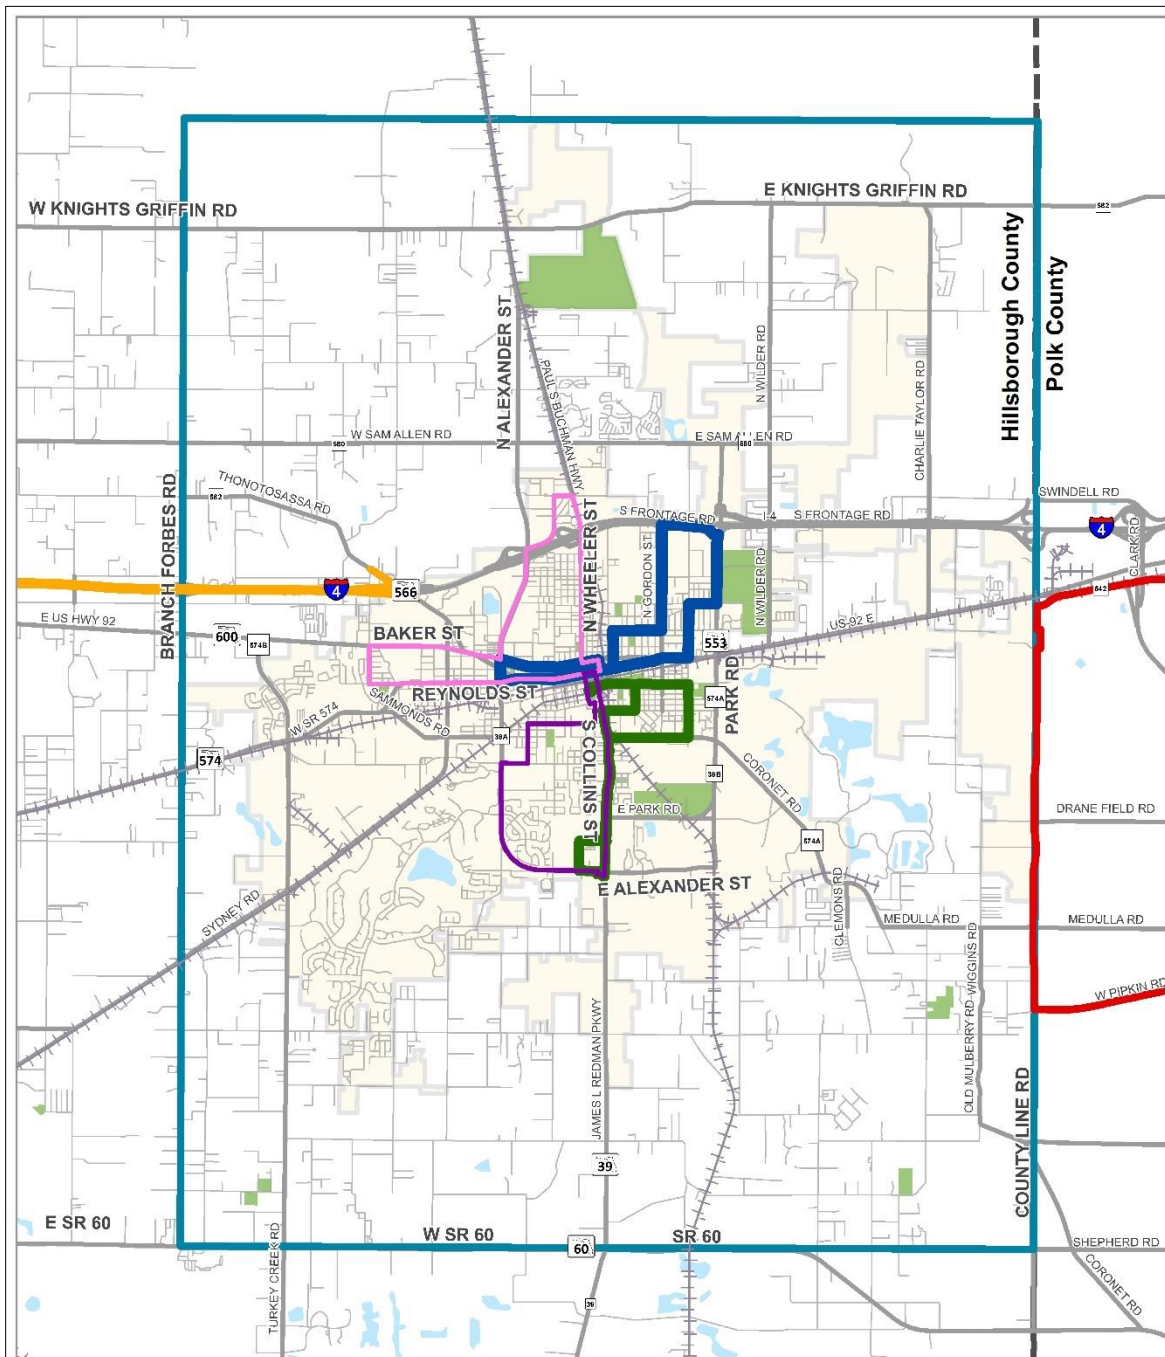 E KNIGHTS GRIFFIN RD
W KNIGHTS GRIFFIN RD
582
Hillsborough County
Polk County
N ALEXANDER ST
PAUL S BUCHMAN HWY
N WILDER RD
CHARLIE TAYLOR RD
W SAM ALLEN RD
580
E SAM ALLEN RD
580
BRANCH FORBES RD
THONOTOSASSA RD
582
SWINDELL RD
N WHEELER ST
S FRONTAGE RD
I-4
S FRONTAGE RD
4
CLARK RD
N GORDON ST
N WILDER RD
4
566
542
E US HWY 92
600
574B
BAKER ST
553
US-92 E
REYNOLDS ST
PARK RD
574A
SAMMONDS RD
W SR 574
39A
574
S COLLINS ST
39B
CORONET RD
E PARK RD
DRANE FIELD RD
574A
E ALEXANDER ST
SYDNEY RD
CLEMONS RD
MEDULLA RD
MEDULLA RD
OLD MULBERRY RD
WIGGINS RD
W PIPKIN RD
JAMES L REDMAN PKWY
COUNTY LINE RD
39
E SR 60
W SR 60
60
SR 60
SHEPHERD RD
TURKEY CREEK RD
39
CORONET RD